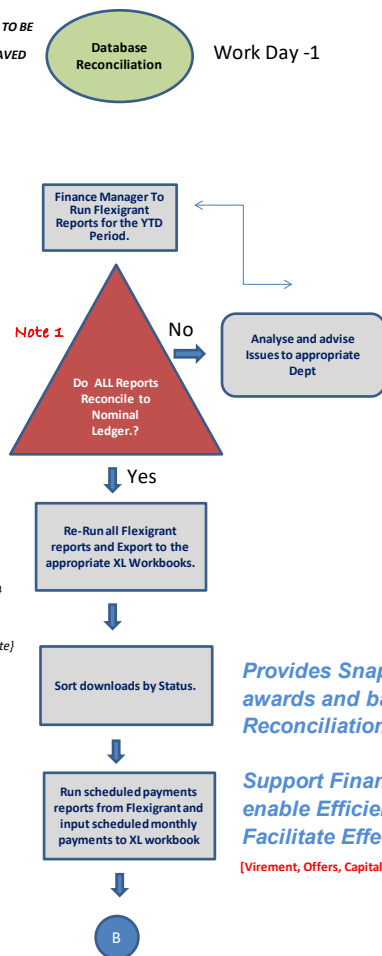 TO BE
AVED
Database
Reconciliation
Work Day -1
Finance Manager To
Run Flexigrant
Reports for the YTD
Period.
Note 1
No
Do ALL Reports
Reconcile to
Nominal
Ledger.?
Analyse and advise
Issues to appropriate
Dept
Yes
Re-Run all Flexigrant
reports and Export to the
appropriate XL Workbooks.
te}
Sort downloads by Status.
Provides Snap
awards and ba
Reconciliation
Run scheduled payments
reports from Flexigrant and
input scheduled monthly
payments to XL workbook
Support Finan
enable Efficien
Facilitate Effe
[Virement, Offers, Capital
B